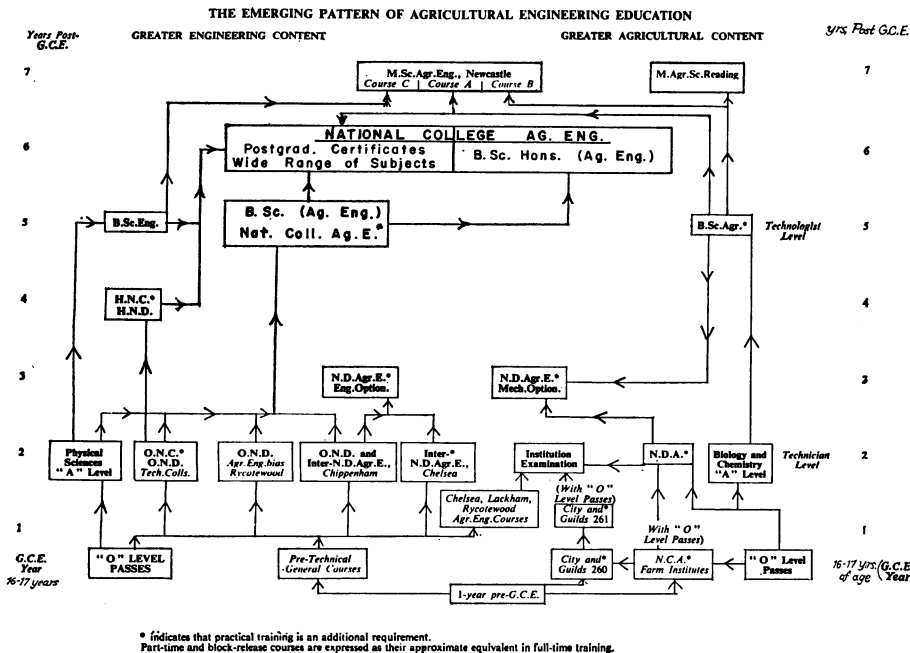 THE EMERGING PATTERN OF AGRICULTURAL ENGINEERING EDUCATION
Years Post-
G.C.E.
GREATER ENGINEERING CONTENT
GREATER AGRICULTURAL CONTENT
yrs, Post G.C.E.
7
M.Sc.Agr.Eng., Newcastle
Course C | Course A | Course B
M.Agr.Sc.Reading
7
6
NATIONAL COLLEGE AG. ENG.
Postgrad. Certificates
Wide Range of Subjects
B.Sc. Hons. (Ag. Eng.)
6
5
B.Sc.Eng.
B.Sc. (Ag. Eng.)
Nat. Coll. Ag.E.*
B.Sc.Agr.*
Technologist
Level
5
4
H.N.C.*
H.N.D.
4
3
N.D.Agr.E.*
Eng.Option.
N.D.Agr.E.*
Mech.Option.
3
2
Physical
Sciences
"A" Level
O.N.C.*
O.N.D.
Tech.Colls.
O.N.D.
Agr.Eng.bias
Rycotewood
O.N.D. and
Inter-N.D.Agr.E.,
Chippenham
Inter-*
N.D.Agr.E.,
Chelsea
Institution
Examination
N.D.A.*
Biology and
Chemistry
"A" Level
Technician
Level
2
Chelsea, Lackham,
Rycotewood
Agr.Eng.Courses
(With "O"
Level Passes)
City and*
Guilds 261
1
With "O"
Level Passes)
1
G.C.E.
Year
16-17 years
"O" LEVEL
PASSES
Pre-Technical
General Courses
City and*
Guilds 260
N.C.A.*
Farm Institutes
"O" Level
Passes
16-17 yrs. (G.C.E.
of age Year
1-year pre-G.C.E.
* indicates that practical training is an additional requirement.
Part-time and block-release courses are expressed as their approximate equivalent in full-time training.